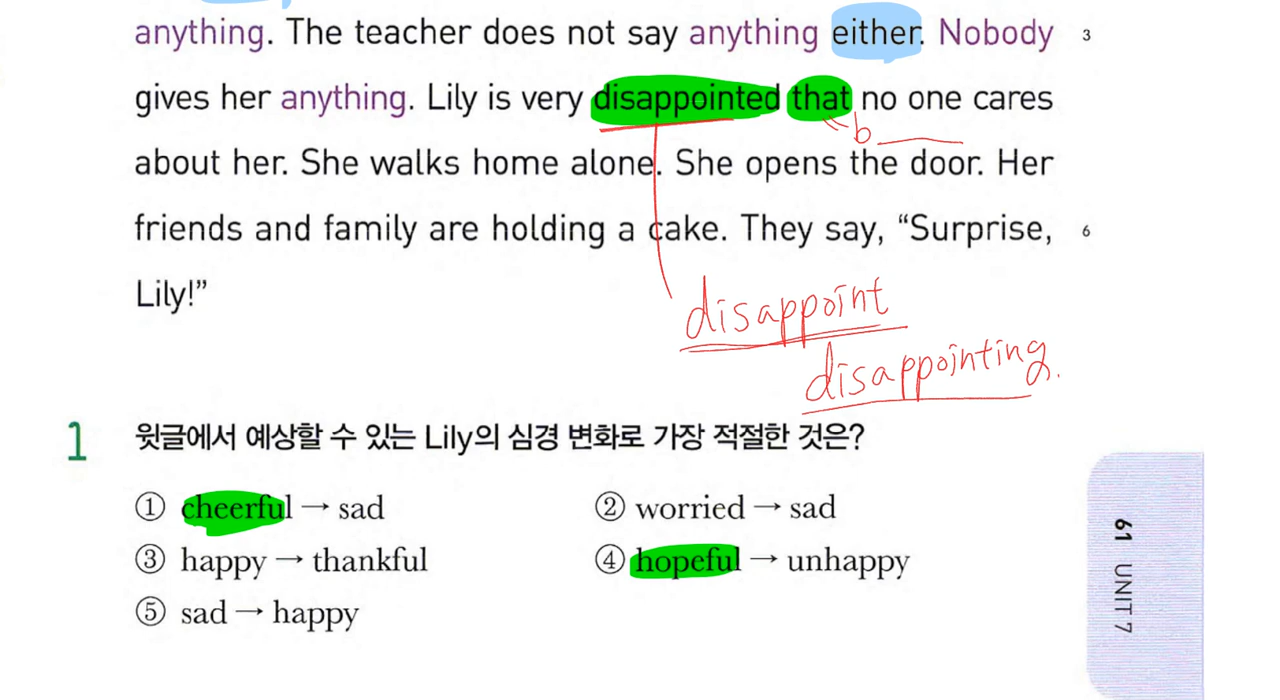 anything. The teacher does not say anything either. Nobody 3
gives her anything. Lily is very disappointed that no one cares
b
about her. She walks home alone. She opens the door. Her
friends and family are holding a cake. They say, “Surprise, 6
Lily!”
disappoint
disappointing.
1 윗글에서 예상할 수 있는 Lily의 심경 변화로 가장 적절한 것은?
① cheerful → sad ② worried → sad
③ happy → thankful ④ hopeful → unhappy
⑤ sad → happy
61 UNIT 7